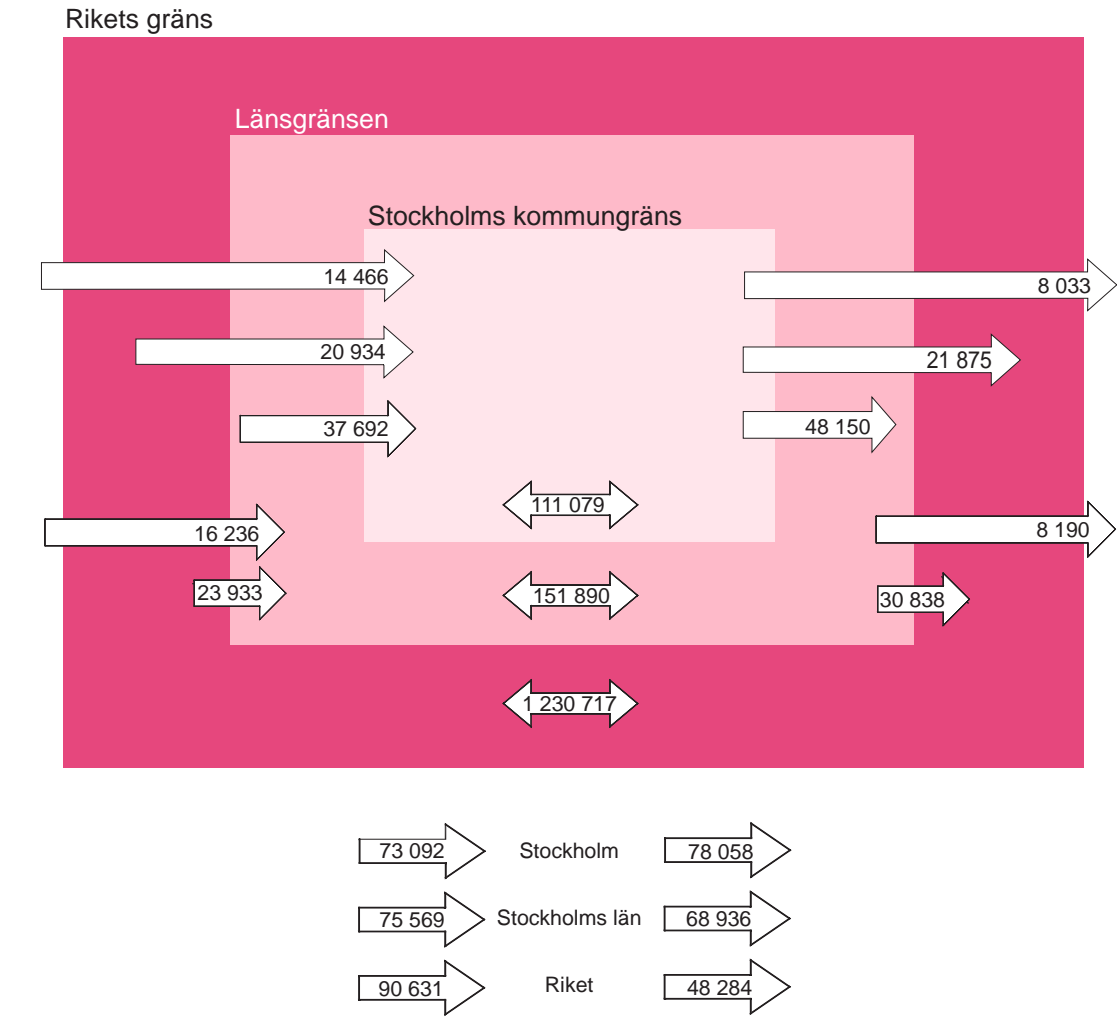 Rikets gräns
Länsgränsen
Stockholms kommungräns
14 466
8 033
20 934
21 875
37 692
48 150
111 079
16 236
8 190
23 933
151 890
30 838
1 230 717
73 092 Stockholm 78 058
75 569 Stockholms län 68 936
90 631 Riket 48 284